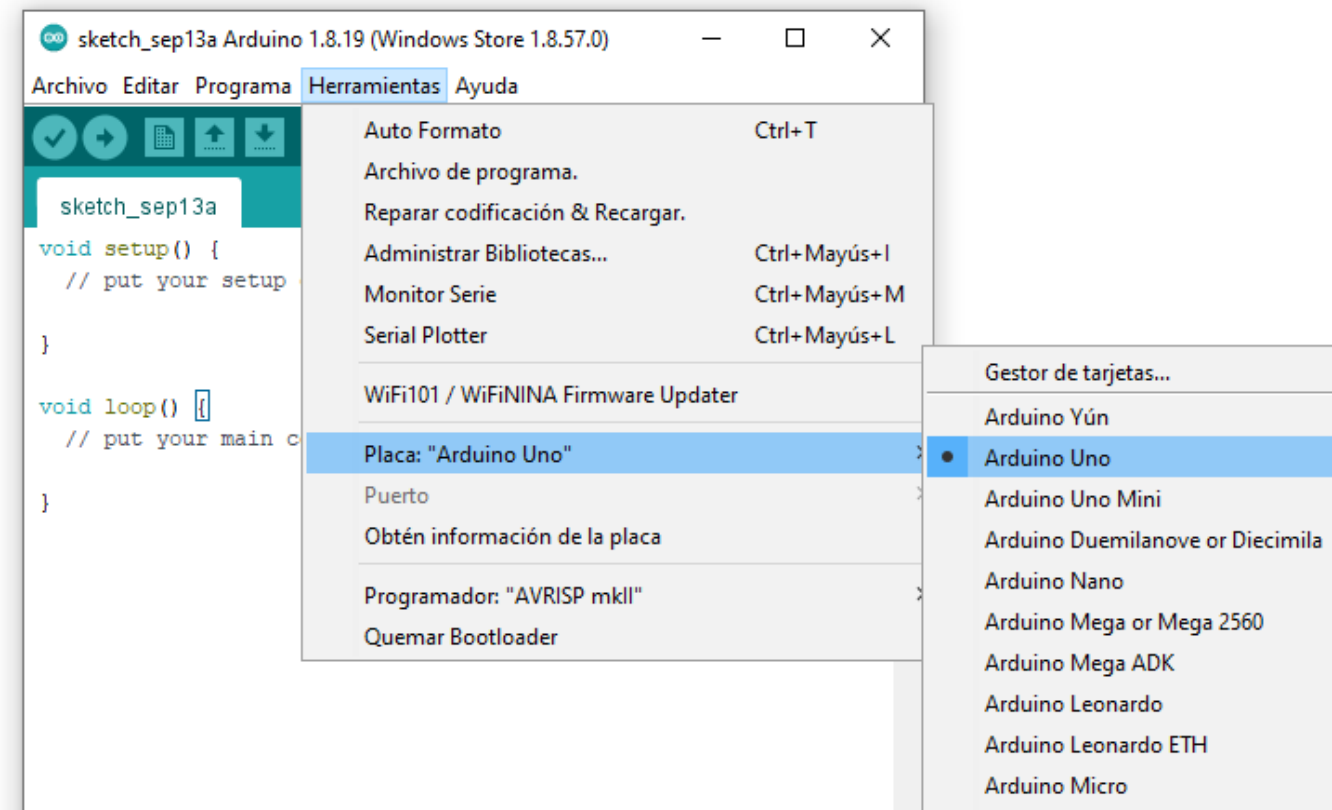 sketch_sep13a Arduino 1.8.19 (Windows Store 1.8.57.0)
Archivo Editar Programa Herramientas Ayuda
sketch_sep13a
void setup() {
// put your setup
}
void loop() {
// put your main c
}
Auto Formato Ctrl+T
Archivo de programa.
Reparar codificación & Recargar.
Administrar Bibliotecas... Ctrl+Mayús+I
Monitor Serie Ctrl+Mayús+M
Serial Plotter Ctrl+Mayús+L
WiFi101 / WiFiNINA Firmware Updater
Placa: "Arduino Uno"
Puerto
Obtén información de la placa
Programador: "AVRISP mkII"
Quemar Bootloader
Gestor de tarjetas...
Arduino Yún
Arduino Uno
Arduino Uno Mini
Arduino Duemilanove or Diecimila
Arduino Nano
Arduino Mega or Mega 2560
Arduino Mega ADK
Arduino Leonardo
Arduino Leonardo ETH
Arduino Micro